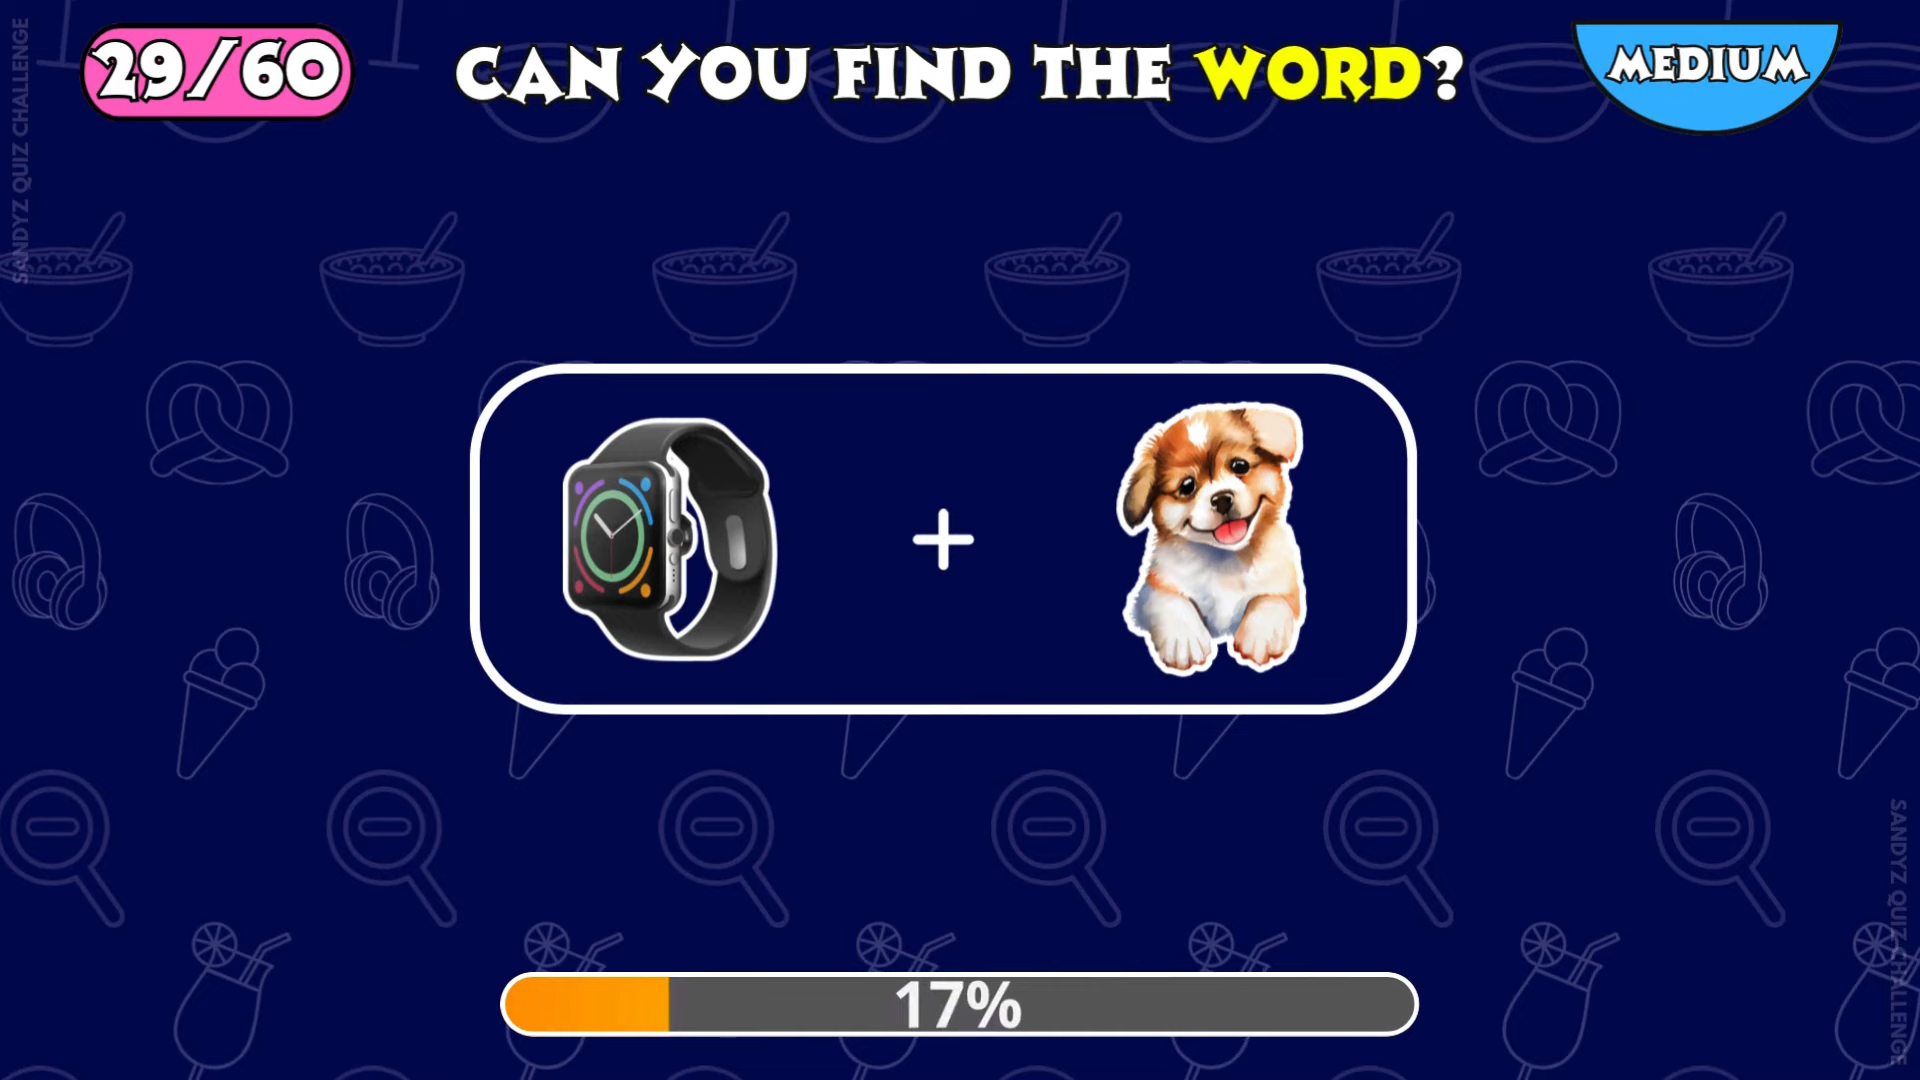 29/60
CAN YOU FIND THE WORD?
MEDIUM
SANDYZ QUIZ CHALLENGE
17%
SANDYZ QUIZ CHALLENGE